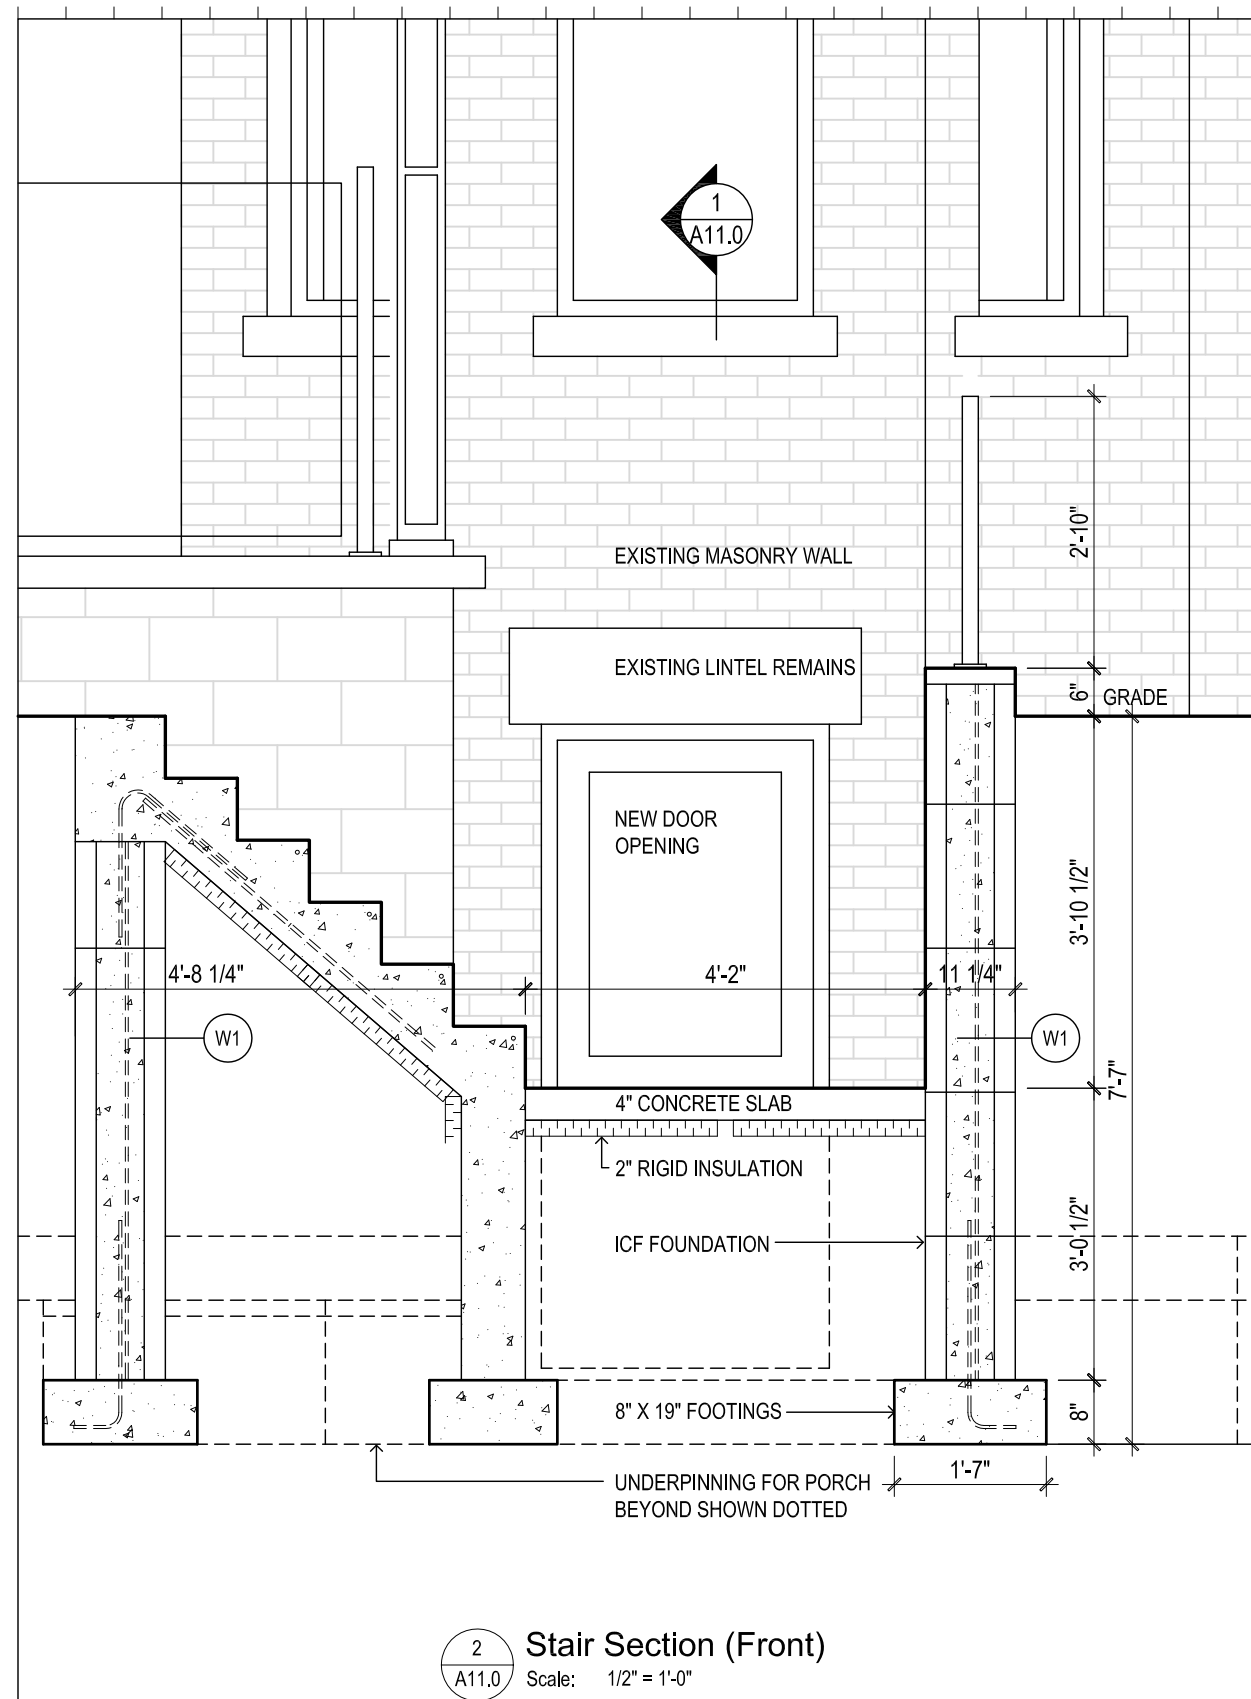 1
A11.0
2'-10"
EXISTING MASONRY WALL
EXISTING LINTEL REMAINS
6"
GRADE
NEW DOOR
OPENING
3'-10 1/2"
4'-8 1/4"
4'-2"
11 1/4"
W1
W1
7'-7"
4" CONCRETE SLAB
2" RIGID INSULATION
ICF FOUNDATION
3'-0 1/2"
8" X 19" FOOTINGS
8"
1'-7"
UNDERPINNING FOR PORCH
BEYOND SHOWN DOTTED
2
A11.0
Stair Section (Front)
Scale: 1/2" = 1'-0"